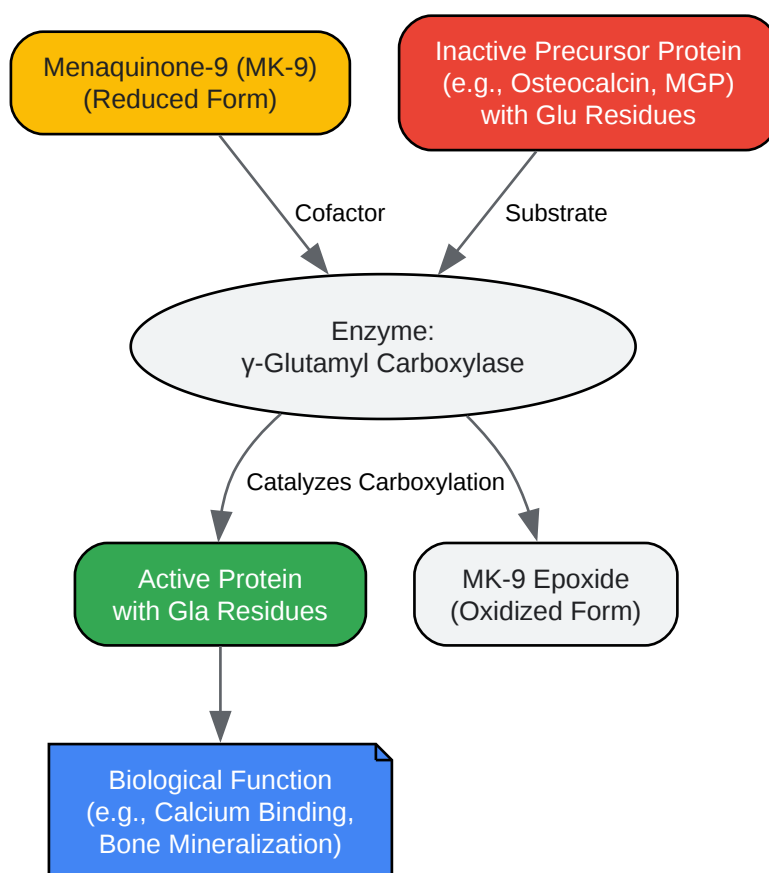 Menaquinone-9 (MK-9)
(Reduced Form)
Inactive Precursor Protein
(e.g., Osteocalcin, MGP)
with Glu Residues
Cofactor
Substrate
Enzyme:
γ-Glutamyl Carboxylase
Catalyzes Carboxylation
Active Protein
with Gla Residues
MK-9 Epoxide
(Oxidized Form)
Biological Function
(e.g., Calcium Binding,
Bone Mineralization)